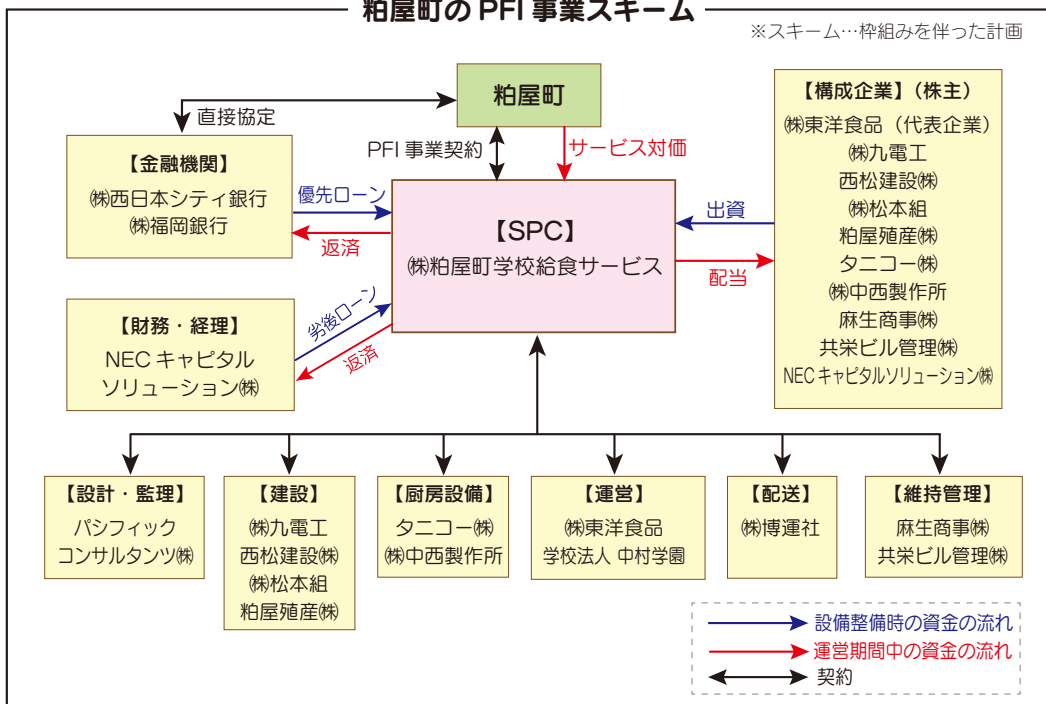 粕屋町のPFI事業スキーム
※スキーム…枠組みを伴った計画
粕屋町
直接協定
PFI事業契約
サービス対価
【金融機関】
㈱西日本シティ銀行
㈱福岡銀行
優先ローン
返済
【SPC】
㈱粕屋町学校給食サービス
出資
配当
【構成企業】（株主）
㈱東洋食品（代表企業）
㈱九電工
西松建設㈱
㈱松本組
粕屋殖産㈱
タニコー㈱
㈱中西製作所
麻生商事㈱
共栄ビル管理㈱
NECキャピタルソリューション㈱
【財務・経理】
NECキャピタル
ソリューション㈱
劣後ローン
返済
【設計・監理】
パシフィック
コンサルタンツ㈱
【建設】
㈱九電工
西松建設㈱
㈱松本組
粕屋殖産㈱
【厨房設備】
タニコー㈱
㈱中西製作所
【運営】
㈱東洋食品
学校法人 中村学園
【配送】
㈱博運社
【維持管理】
麻生商事㈱
共栄ビル管理㈱
設備整備時の資金の流れ
運営期間中の資金の流れ
契約